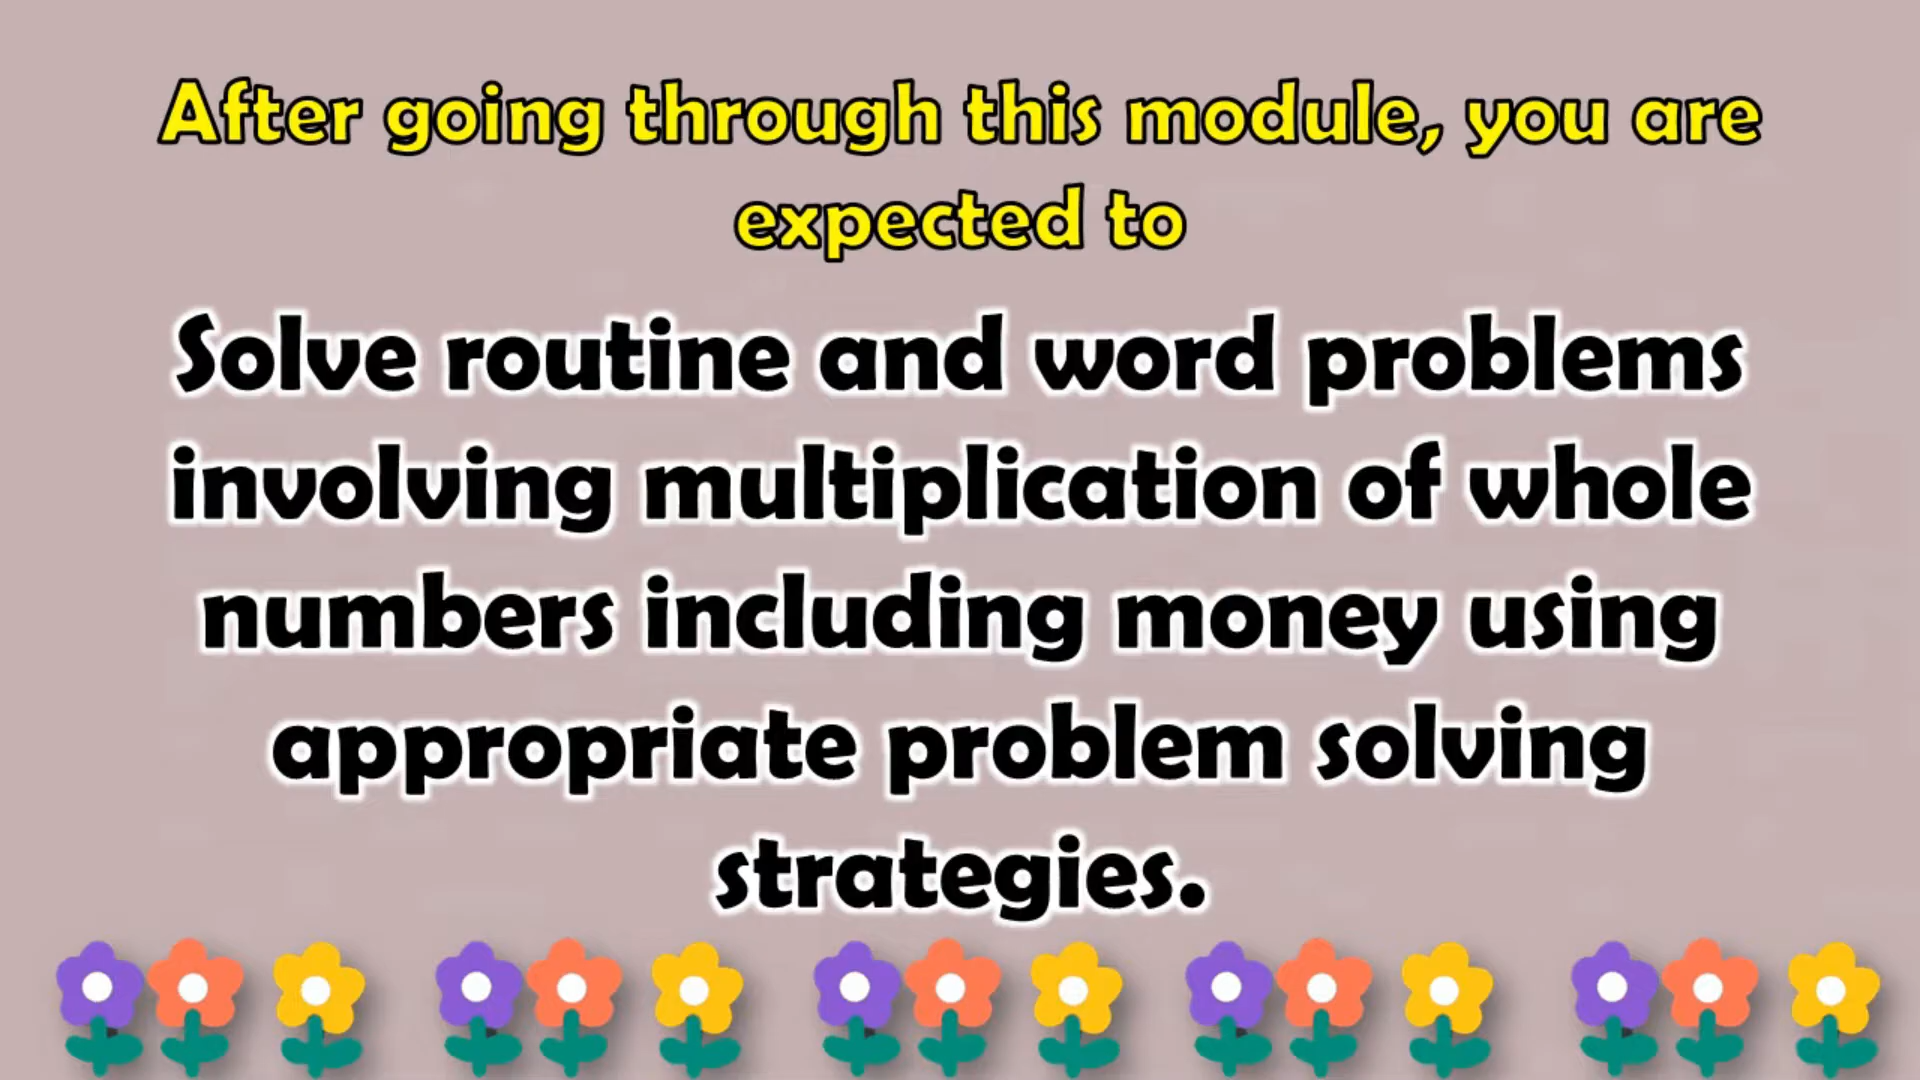 After going through this module, you are
expected to
Solve routine and word problems
involving multiplication of whole
numbers including money using
appropriate problem solving
strategies.